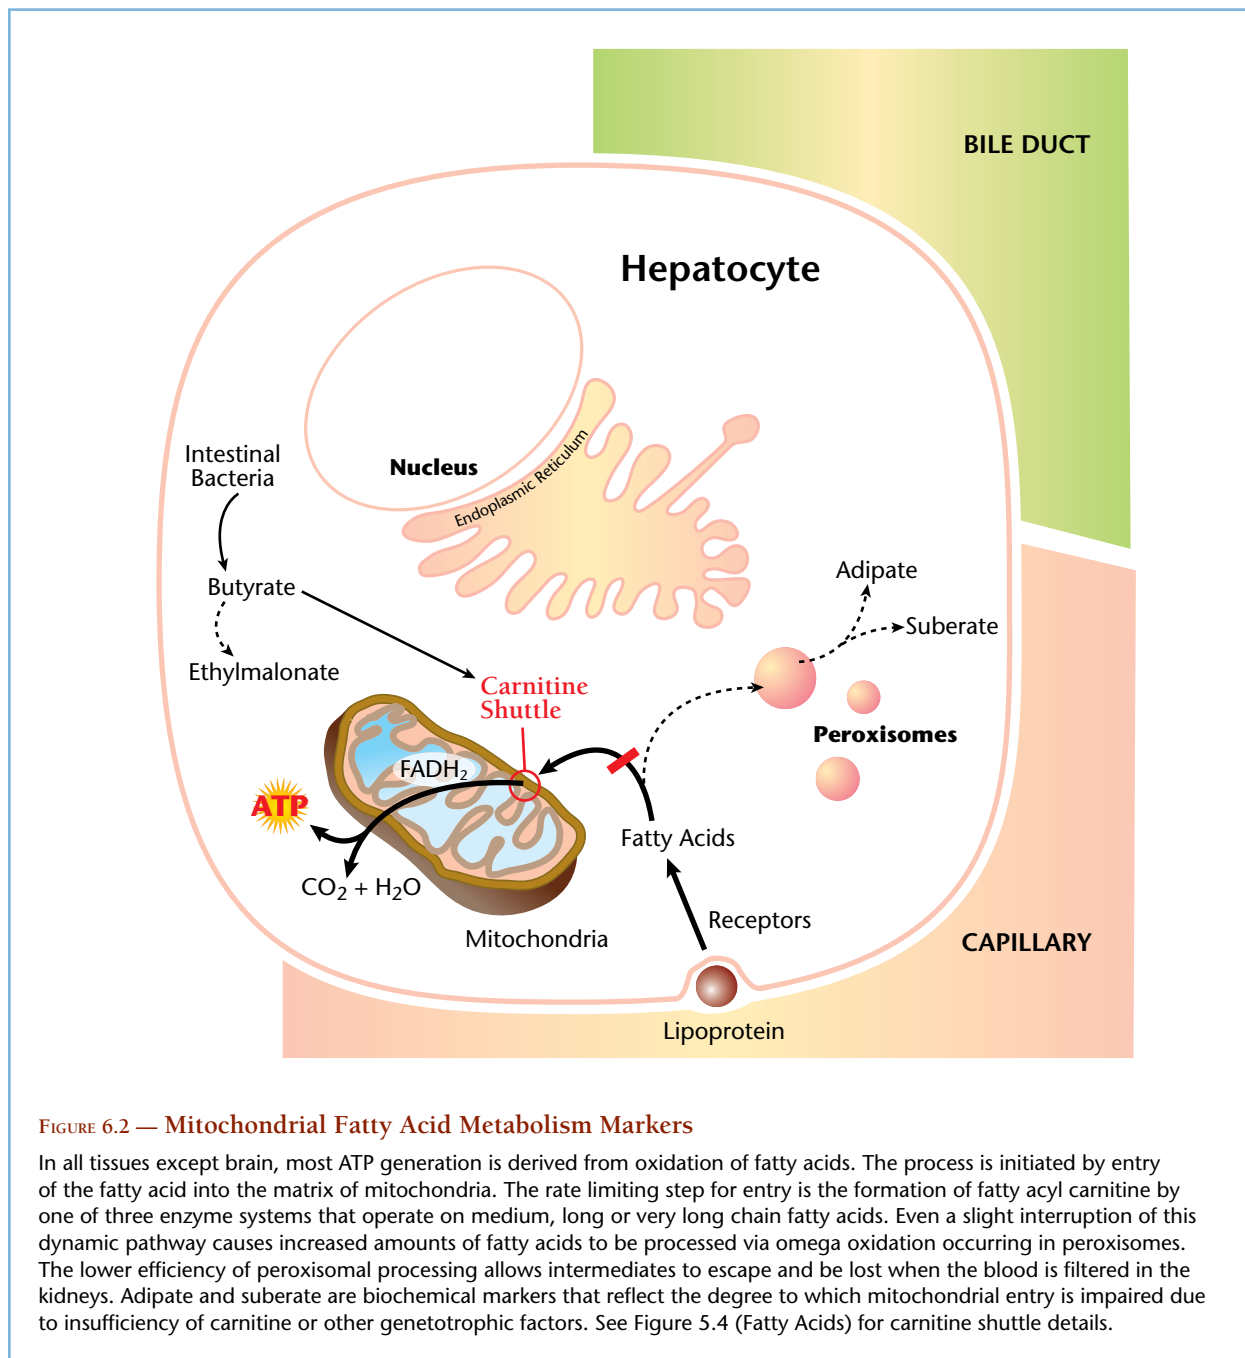 BILE DUCT
Hepatocyte
Nucleus
Endoplasmic Reticulum
Intestinal
Bacteria
Butyrate
Ethylmalonate
Adipate
Suberate
Carnitine
Shuttle
Peroxisomes
FADH₂
ATP
Fatty Acids
CO₂ + H₂O
Receptors
Mitochondria
CAPILLARY
Lipoprotein
FIGURE 6.2 — Mitochondrial Fatty Acid Metabolism Markers
In all tissues except brain, most ATP generation is derived from oxidation of fatty acids. The process is initiated by entry
of the fatty acid into the matrix of mitochondria. The rate limiting step for entry is the formation of fatty acyl carnitine by
one of three enzyme systems that operate on medium, long or very long chain fatty acids. Even a slight interruption of this
dynamic pathway causes increased amounts of fatty acids to be processed via omega oxidation occurring in peroxisomes.
The lower efficiency of peroxisomal processing allows intermediates to escape and be lost when the blood is filtered in the
kidneys. Adipate and suberate are biochemical markers that reflect the degree to which mitochondrial entry is impaired due
to insufficiency of carnitine or other genetotrophic factors. See Figure 5.4 (Fatty Acids) for carnitine shuttle details.